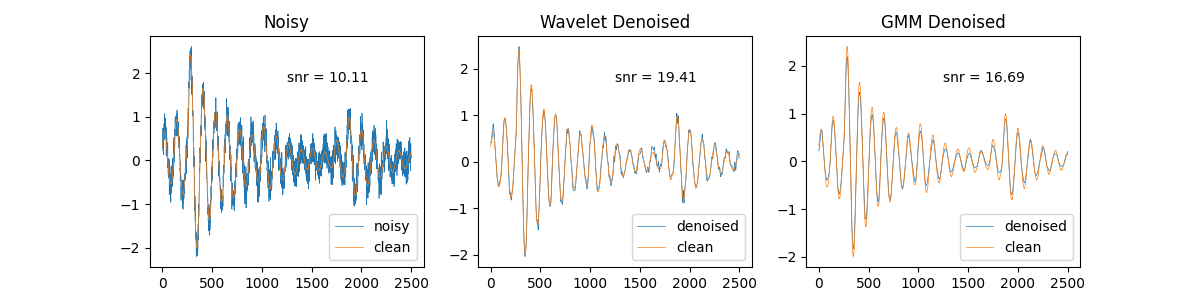 Noisy
snr = 10.11
2
1
0
−1
−2
noisy
clean
0 500 1000 1500 2000 2500
Wavelet Denoised
snr = 19.41
2
1
0
−1
−2
denoised
clean
0 500 1000 1500 2000 2500
GMM Denoised
snr = 16.69
2
1
0
−1
−2
denoised
clean
0 500 1000 1500 2000 2500